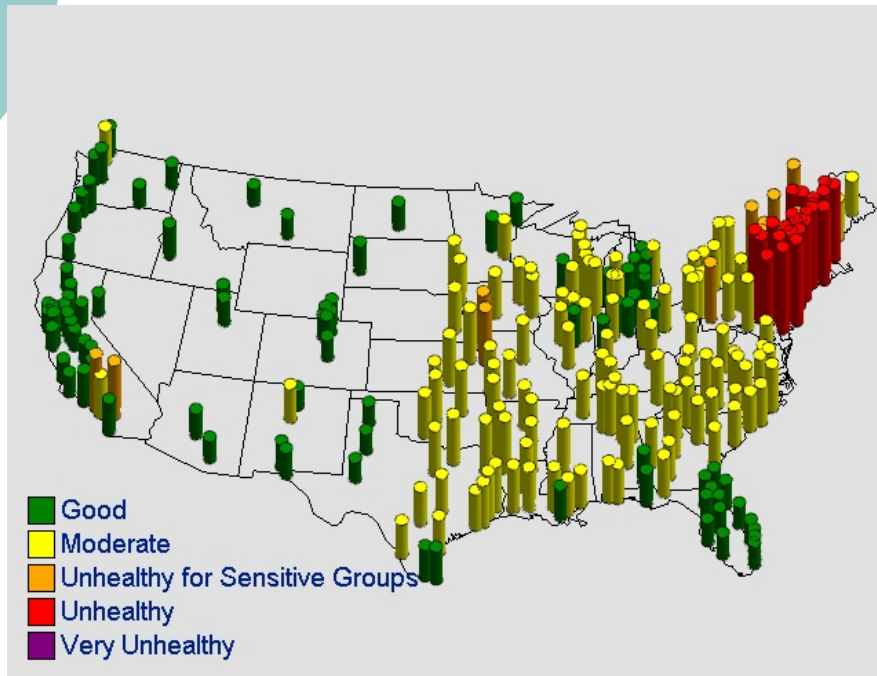 Good
Moderate
Unhealthy for Sensitive Groups
Unhealthy
Very Unhealthy